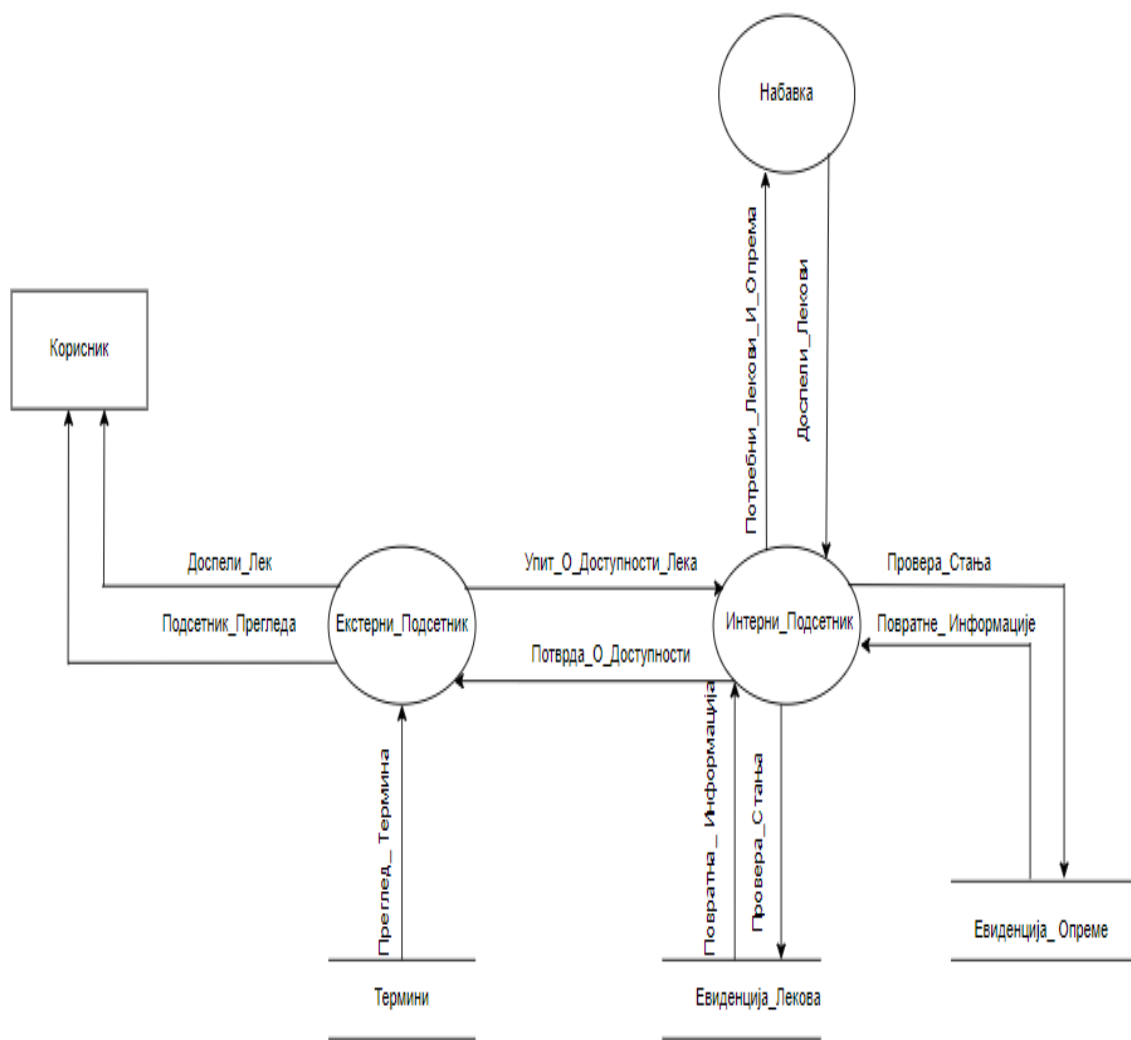 Набавка
Потребни_Лекови_И_Опрема
Доспели_Лекови
Корисник
Доспели_Лек
Подсетник_Прегледа
Екстерни_Подсетник
Упит_О_Доступности_Лека
Потврда_О_Доступности
Интерни_Подсетник
Провера_Стања
Повратне_ Информације
Преглед_ Термина
Повратна_ Информација
Провера_Стања
Термини
Евиденција_Лекова
Евиденција_ Опреме